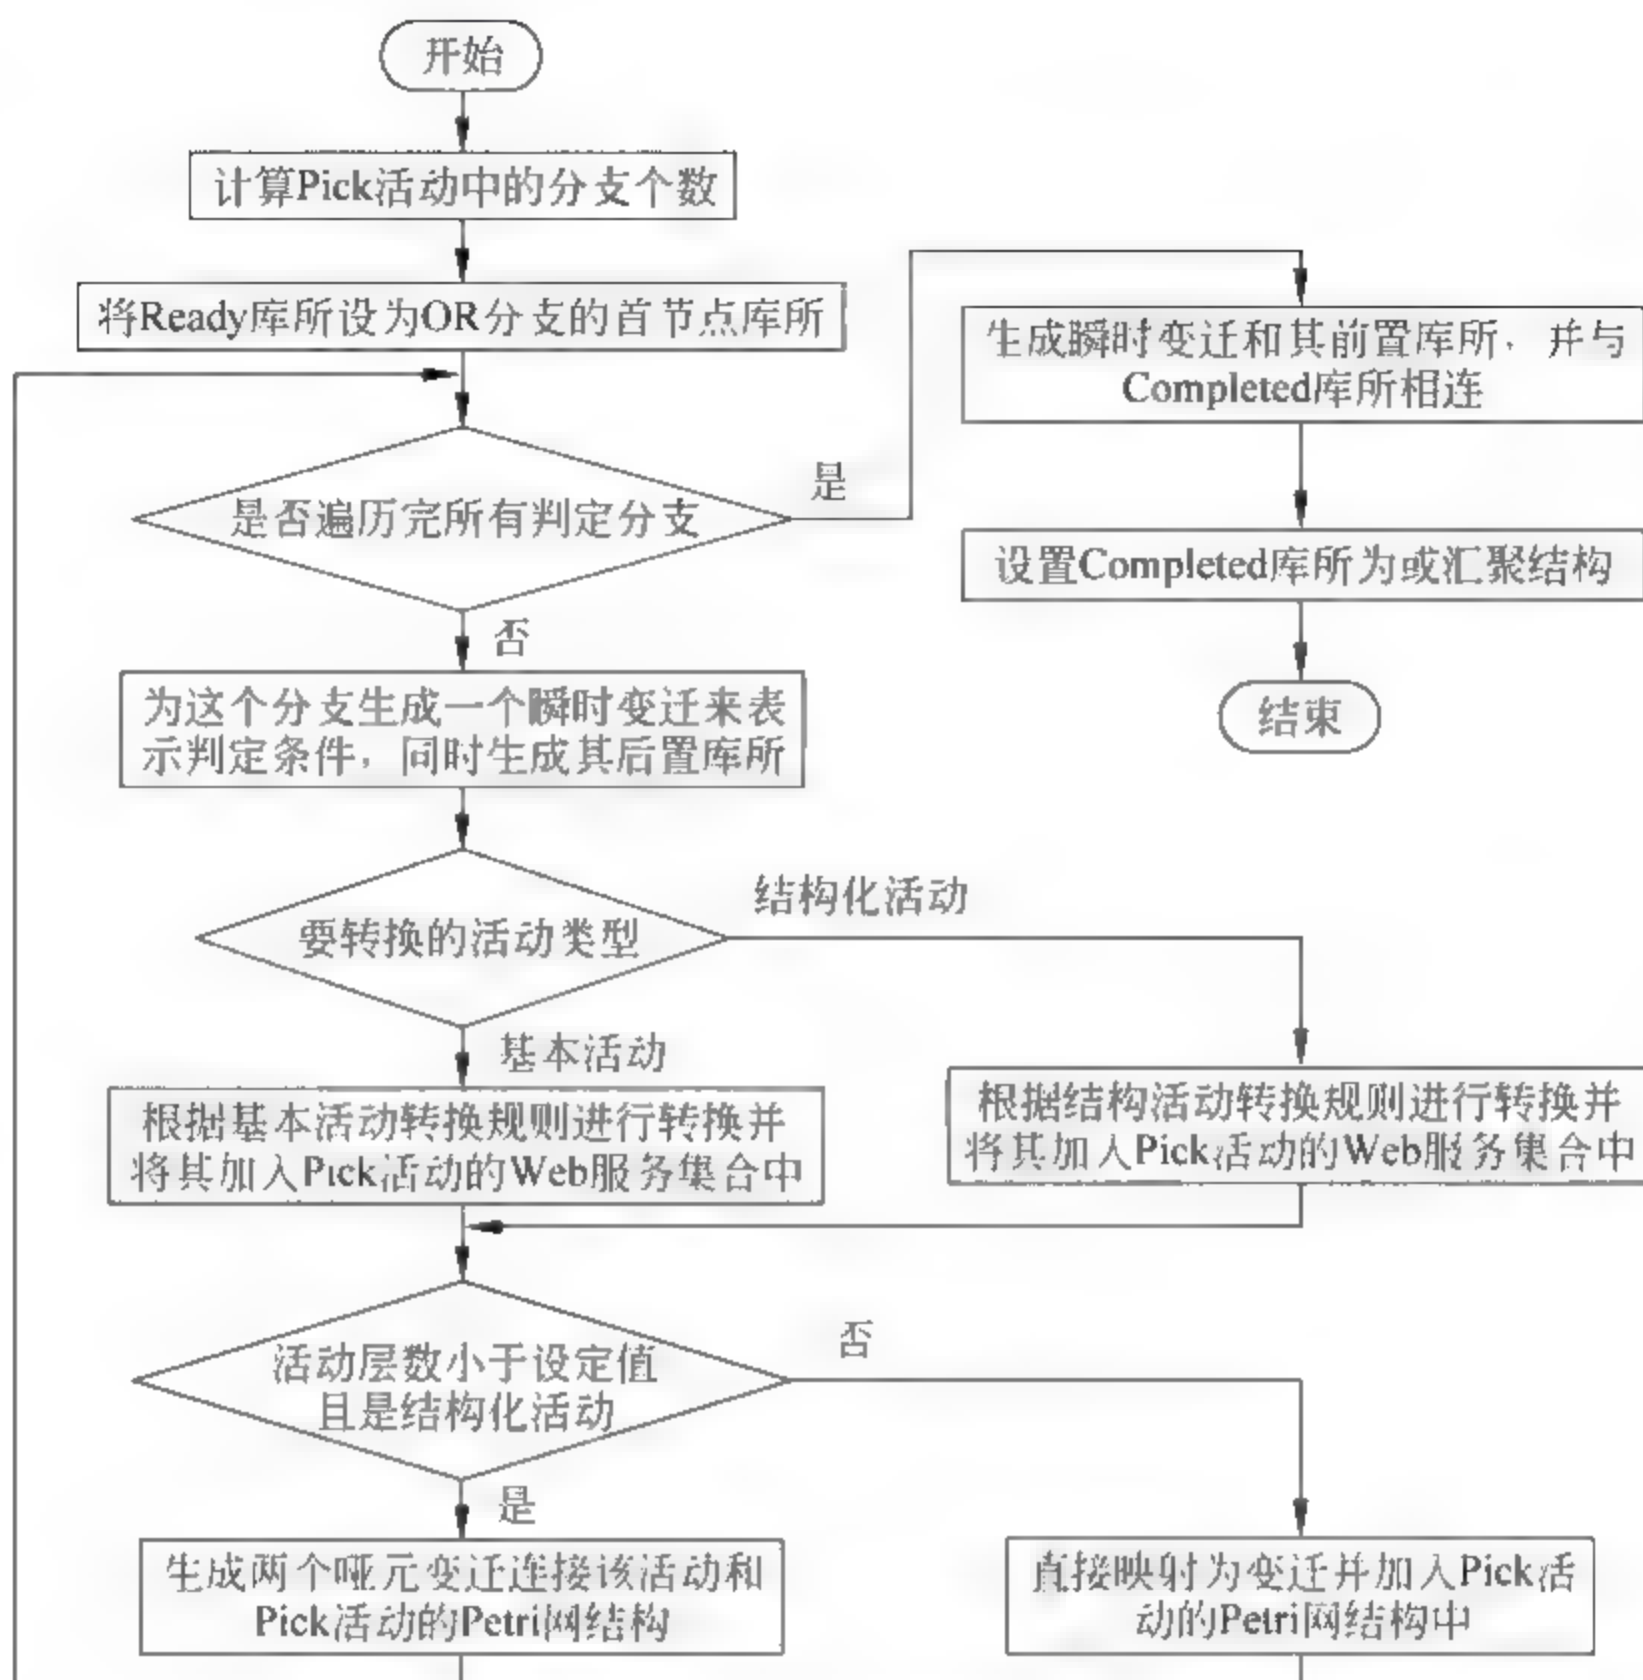 开始
计算Pick活动中的分支个数
将Ready库所设为OR分支的首节点库所
生成瞬时变迁和其前置库所，并与
Completed库所相连
是
是否遍历完所有判定分支
设置Completed库所为或汇聚结构
否
结束
为这个分支生成一个瞬时变迁来表
示判定条件，同时生成其后置库所
结构化活动
要转换的活动类型
基本活动
根据基本活动转换规则进行转换并
将其加入Pick活动的Web服务集合中
根据结构活动转换规则进行转换并
将其加入Pick活动的Web服务集合中
否
活动层数小于设定值
且是结构化活动
是
生成两个哑元变迁连接该活动和
Pick活动的Petri网结构
直接映射为变迁并加入Pick活
动的Petri网结构中